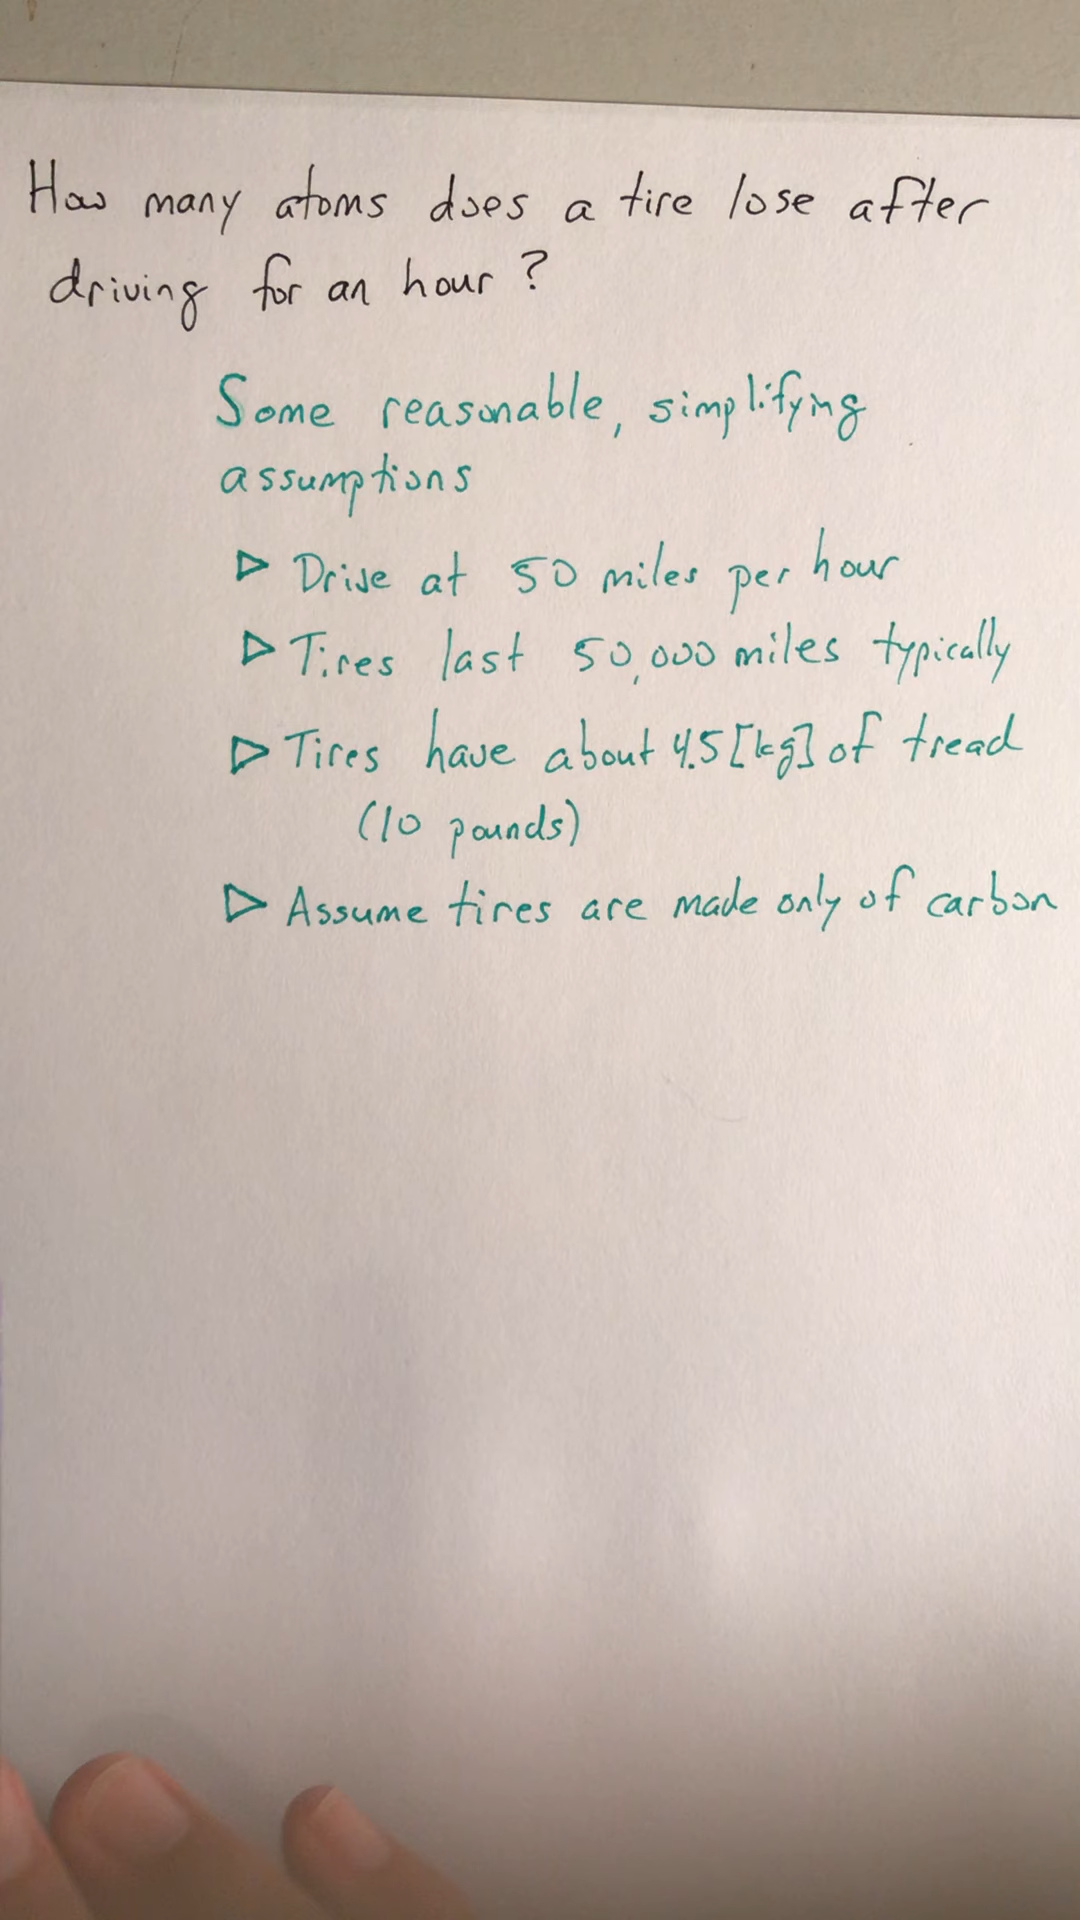 How many atoms does a tire lose after
driving for an hour?
Some reasonable, simplifying
assumptions
▷ Drive at 50 miles per hour
▷ Tires last 50,000 miles typically
▷ Tires have about 4.5 [kg] of tread
(10 pounds)
▷ Assume tires are made only of carbon